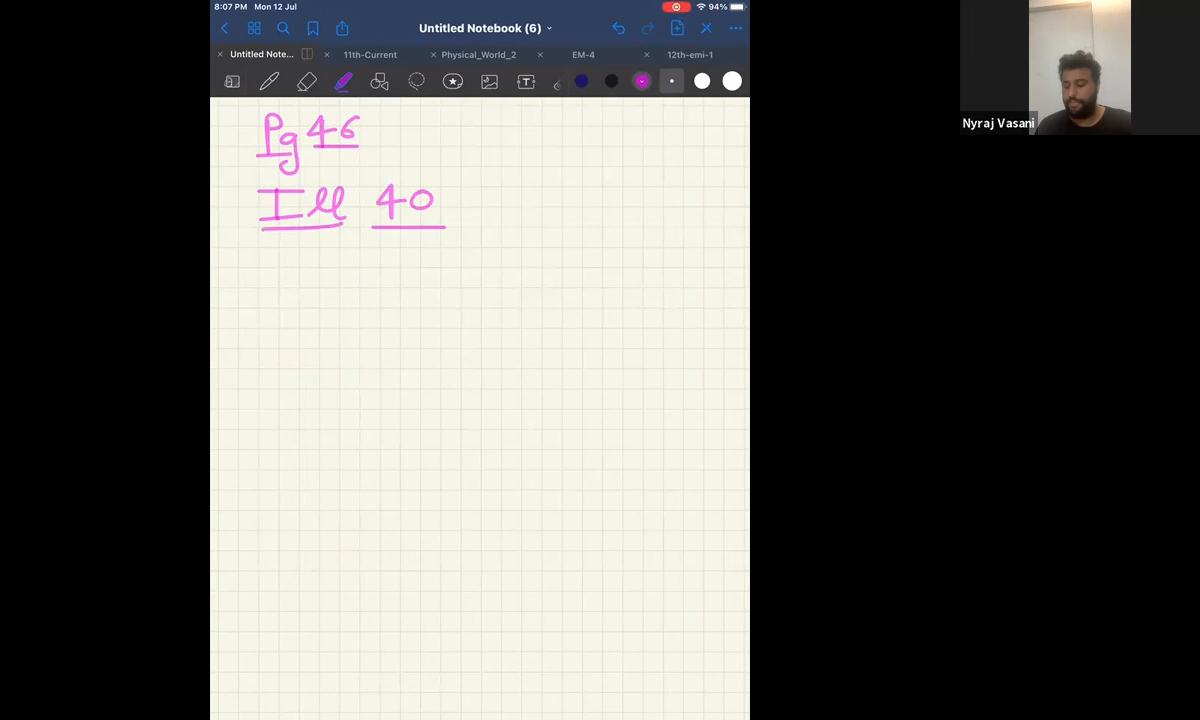 8:07 PM Mon 12 Jul
94%
Untitled Notebook (6)
Untitled Note...
11th-Current
Physical_World_2
EM-4
12th-emi-1
Nyraj Vasani
Pg 46
Ill 40